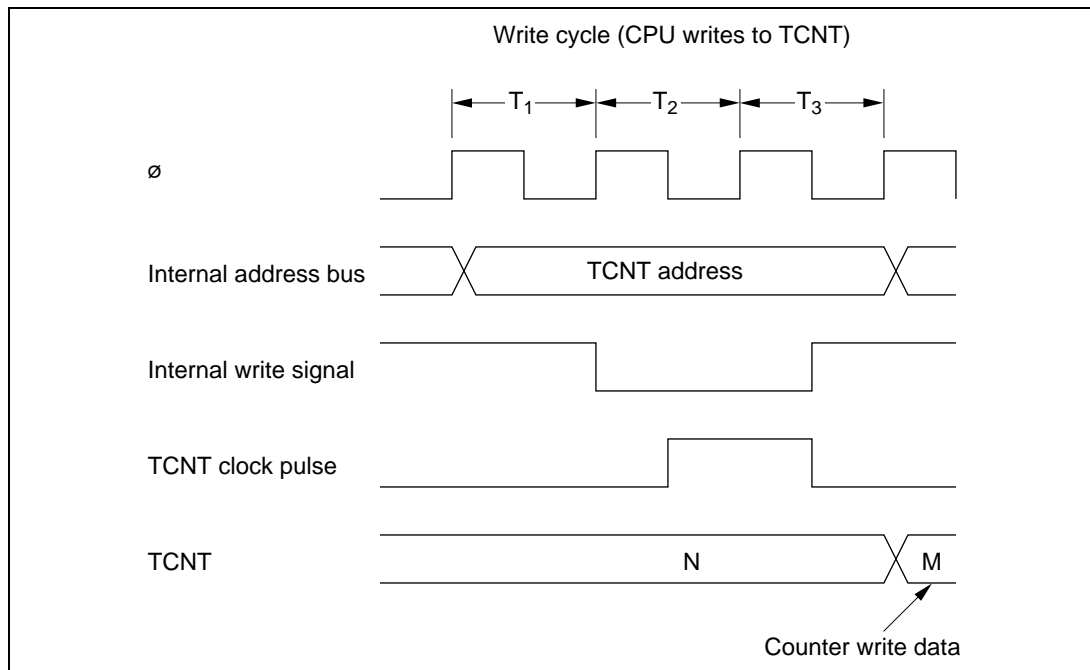 Write cycle (CPU writes to TCNT)
T1 T2 T3
ø
Internal address bus TCNT address
Internal write signal
TCNT clock pulse
TCNT N M
Counter write data